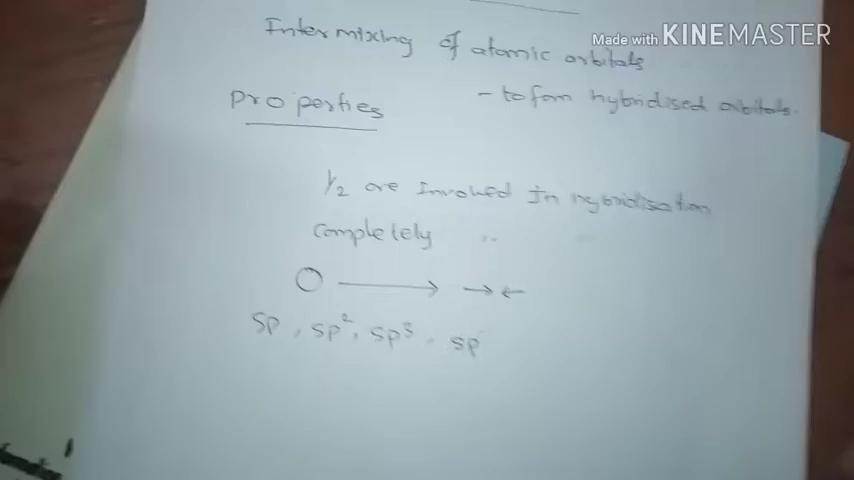 Intermixing of atomic orbitals
Made with KINEMASTER
Properties - to form hybridised orbitals.
1/2 are Involved In hybridisation
completely
O ⟶ → ←
SP, SP², SP³, SP